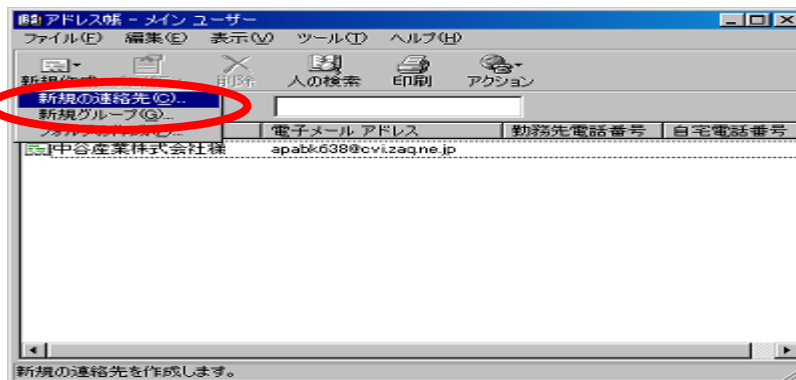 アドレス帳 - メイン ユーザー
ファイル(F) 編集(E) 表示(V) ツール(T) ヘルプ(H)
新規作成 削除 人の検索 印刷 アクション
新規の連絡先(C)...
新規グループ(G)...
電子メール アドレス 勤務先電話番号 自宅電話番号
中谷産業株式会社様 apabk638@cvi.zaq.ne.jp
新規の連絡先を作成します。